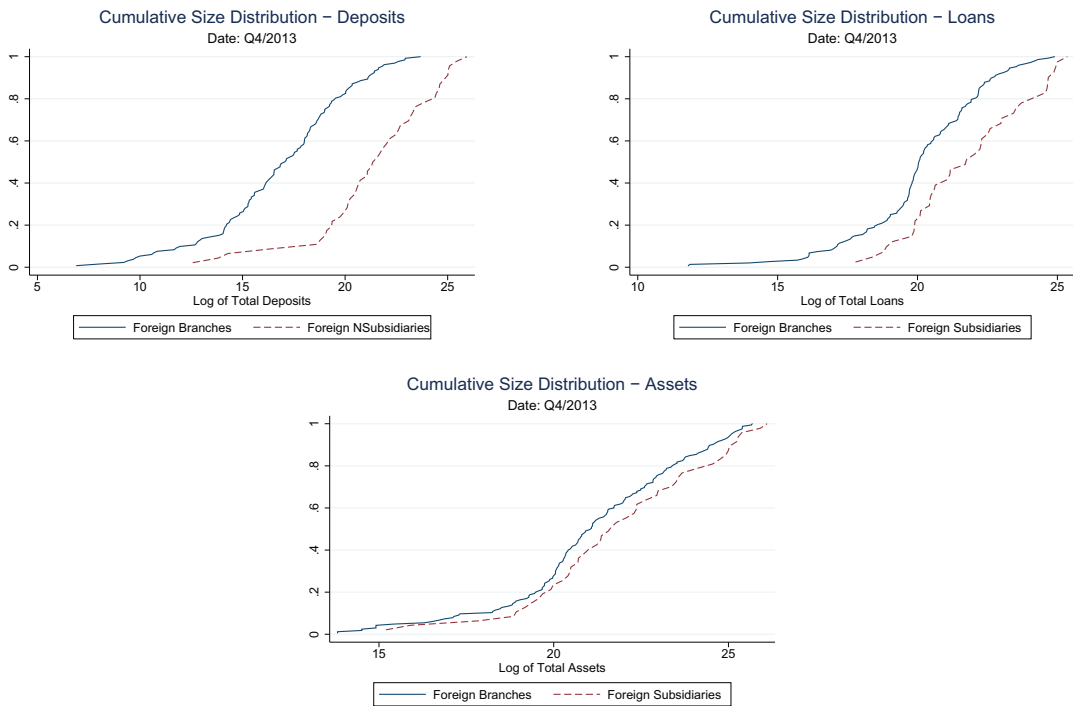 Cumulative Size Distribution − Deposits
Date: Q4/2013
1
.8
.6
.4
.2
0
5 10 15 20 25
Log of Total Deposits
Foreign Branches Foreign NSubsidiaries
Cumulative Size Distribution − Loans
Date: Q4/2013
1
.8
.6
.4
.2
0
10 15 20 25
Log of Total Loans
Foreign Branches Foreign Subsidiaries
Cumulative Size Distribution − Assets
Date: Q4/2013
1
.8
.6
.4
.2
0
15 20 25
Log of Total Assets
Foreign Branches Foreign Subsidiaries